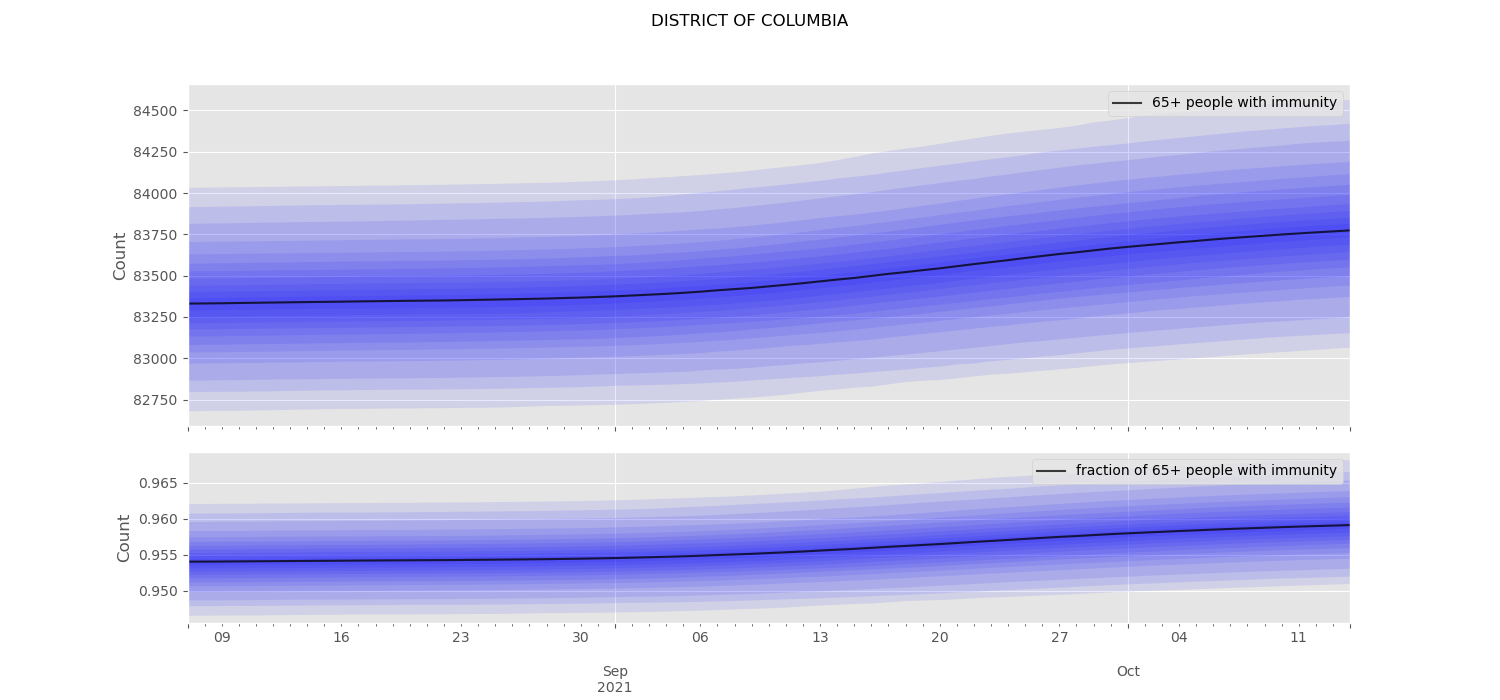 DISTRICT OF COLUMBIA
65+ people with immunity
84500
84250
84000
83750
83500
83250
83000
82750
Count
fraction of 65+ people with immunity
0.965
0.960
0.955
0.950
Count
09 16 23 30 06 13 20 27 04 11
Sep Oct
2021